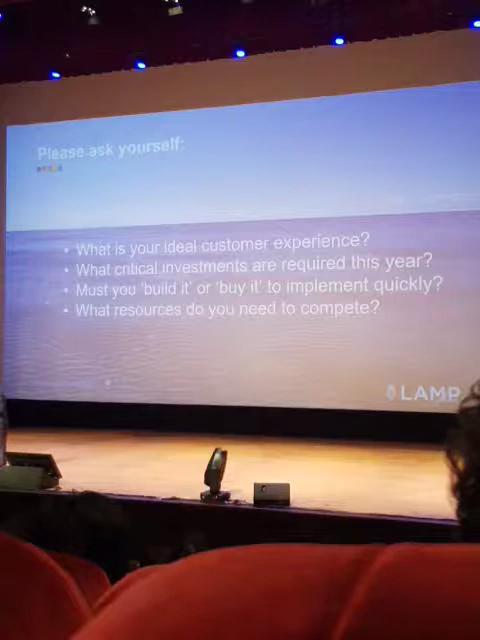 Please ask yourself:
• What is your ideal customer experience?
• What critical investments are required this year?
• Must you 'build it' or 'buy it' to implement quickly?
• What resources do you need to compete?
LAMP